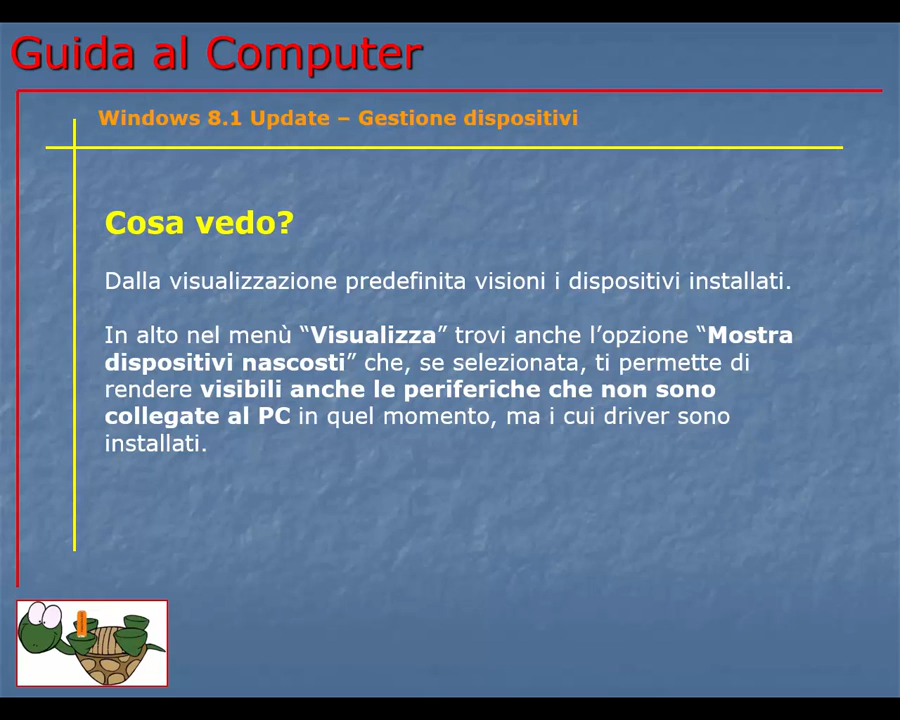 Guida al Computer
Windows 8.1 Update – Gestione dispositivi
Cosa vedo?
Dalla visualizzazione predefinita visioni i dispositivi installati.
In alto nel menù “Visualizza” trovi anche l’opzione “Mostra
dispositivi nascosti” che, se selezionata, ti permette di
rendere visibili anche le periferiche che non sono
collegate al PC in quel momento, ma i cui driver sono
installati.